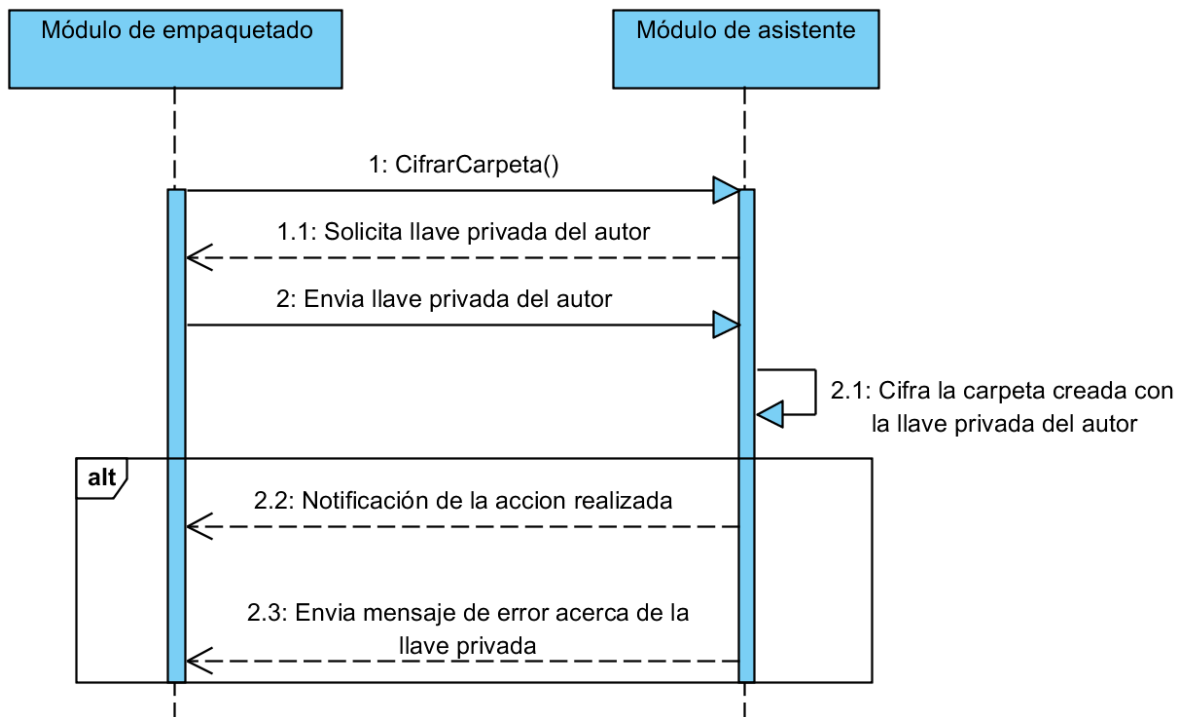 Módulo de empaquetado
Módulo de asistente
1: CifrarCarpeta()
1.1: Solicita llave privada del autor
2: Envia llave privada del autor
2.1: Cifra la carpeta creada con
la llave privada del autor
alt
2.2: Notificación de la accion realizada
2.3: Envia mensaje de error acerca de la
llave privada